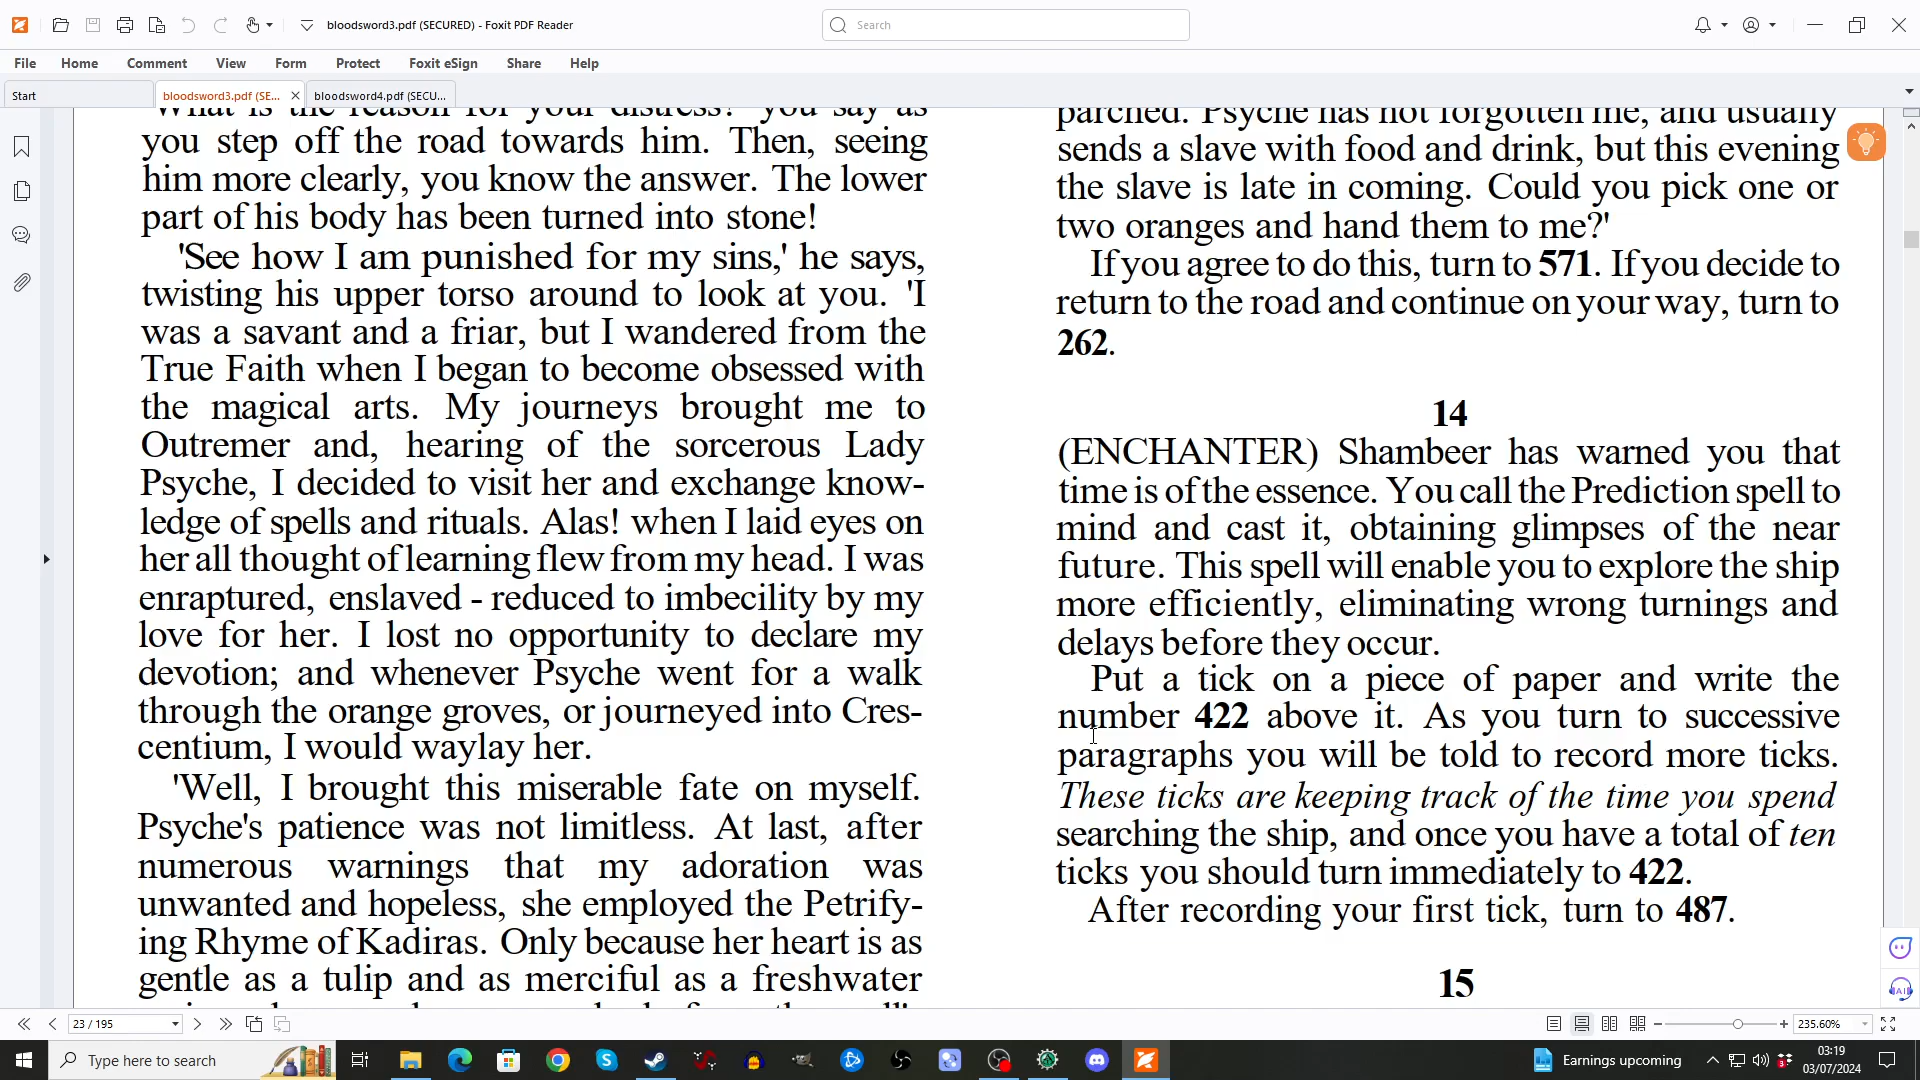 bloodsword3.pdf (SECURED) - Foxit PDF Reader
Search
File Home Comment View Form Protect Foxit eSign Share Help
Start
bloodsword3.pdf (SE...
bloodsword4.pdf (SECU...
'What is the reason for your distress?' you say as
you step off the road towards him. Then, seeing
him more clearly, you know the answer. The lower
part of his body has been turned into stone!
'See how I am punished for my sins,' he says,
twisting his upper torso around to look at you. 'I
was a savant and a friar, but I wandered from the
True Faith when I began to become obsessed with
the magical arts. My journeys brought me to
Outremer and, hearing of the sorcerous Lady
Psyche, I decided to visit her and exchange know-
ledge of spells and rituals. Alas! when I laid eyes on
her all thought of learning flew from my head. I was
enraptured, enslaved - reduced to imbecility by my
love for her. I lost no opportunity to declare my
devotion; and whenever Psyche went for a walk
through the orange groves, or journeyed into Cres-
centium, I would waylay her.
'Well, I brought this miserable fate on myself.
Psyche's patience was not limitless. At last, after
numerous warnings that my adoration was
unwanted and hopeless, she employed the Petrify-
ing Rhyme of Kadiras. Only because her heart is as
gentle as a tulip and as merciful as a freshwater
parched. Psyche has not forgotten me, and usually
sends a slave with food and drink, but this evening
the slave is late in coming. Could you pick one or
two oranges and hand them to me?'
If you agree to do this, turn to 571. If you decide to
return to the road and continue on your way, turn to
262.
14
(ENCHANTER) Shambeer has warned you that
time is of the essence. You call the Prediction spell to
mind and cast it, obtaining glimpses of the near
future. This spell will enable you to explore the ship
more efficiently, eliminating wrong turnings and
delays before they occur.
Put a tick on a piece of paper and write the
number 422 above it. As you turn to successive
paragraphs you will be told to record more ticks.
These ticks are keeping track of the time you spend
searching the ship, and once you have a total of ten
ticks you should turn immediately to 422.
After recording your first tick, turn to 487.
15
23 / 195
235.60%
Type here to search
Earnings upcoming
03:19
03/07/2024